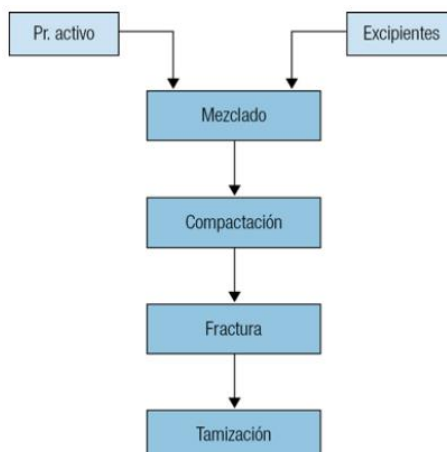 Pr. activo
Excipientes
Mezclado
Compactación
Fractura
Tamización